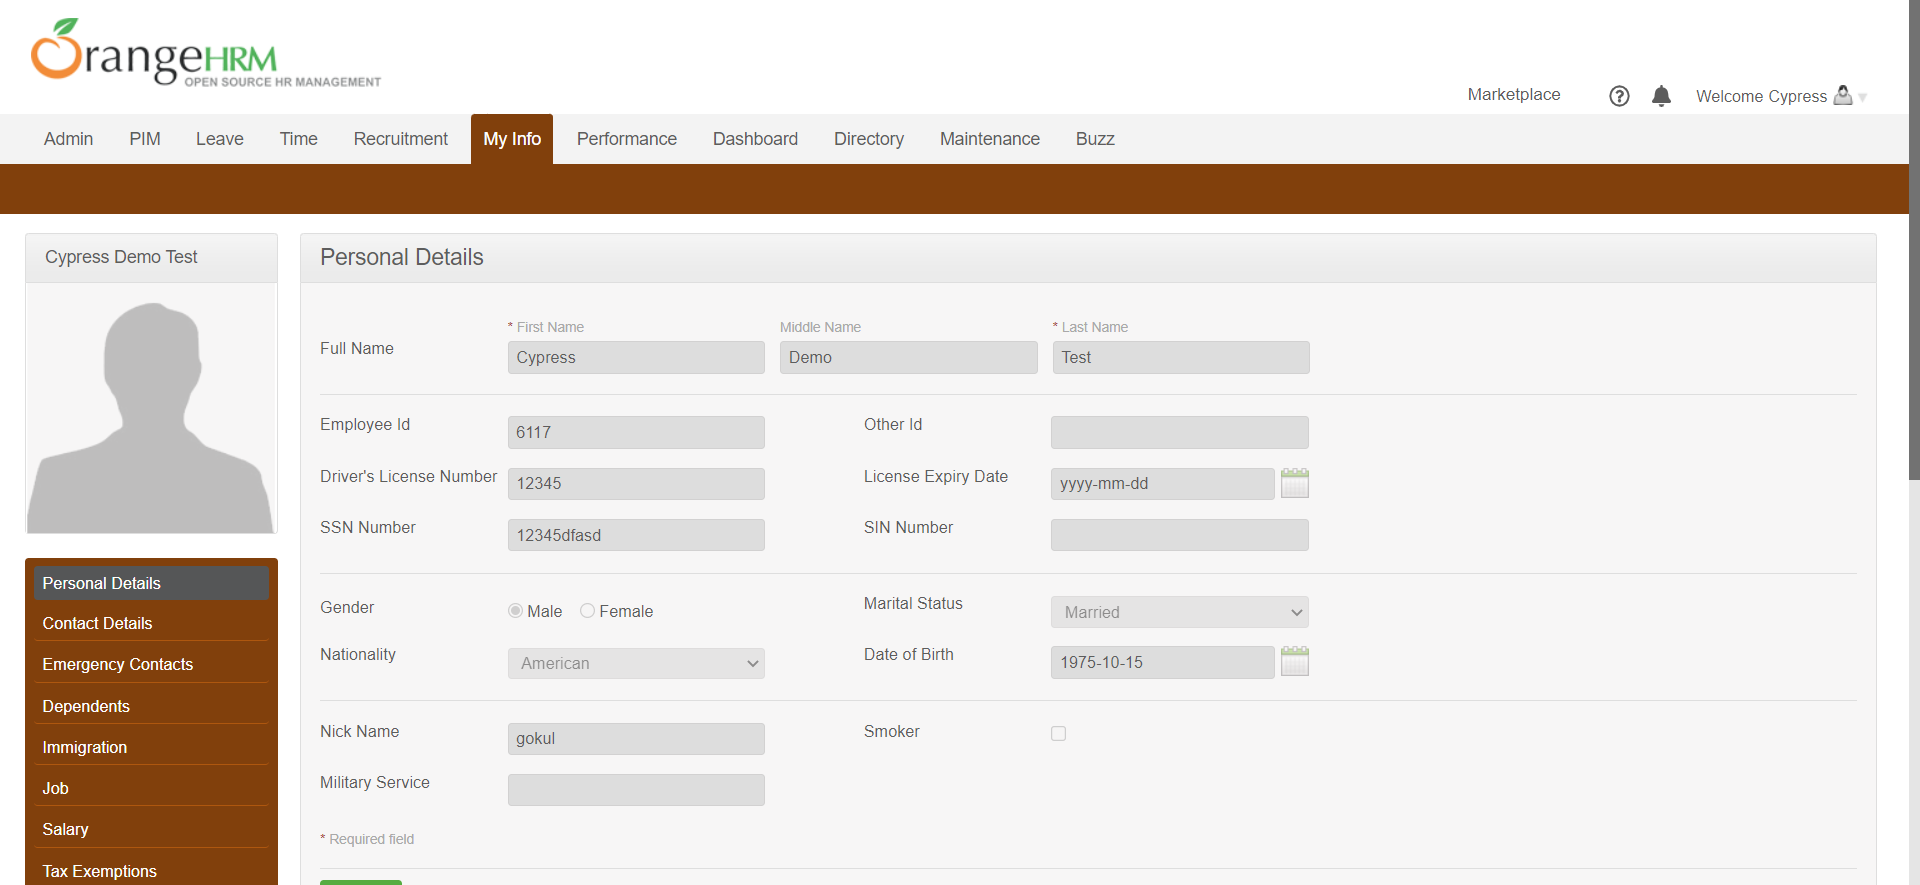 OrangeHRM
OPEN SOURCE HR MANAGEMENT
Marketplace
Welcome Cypress
Admin PIM Leave Time Recruitment My Info Performance Dashboard Directory Maintenance Buzz
Cypress Demo Test
Personal Details
* First Name Middle Name * Last Name
Full Name
Cypress Demo Test
Employee Id 6117 Other Id
Driver's License Number 12345 License Expiry Date yyyy-mm-dd
SSN Number 12345dfasd SIN Number
Gender Male Female Marital Status Married
Nationality American Date of Birth 1975-10-15
Nick Name gokul Smoker
Military Service
* Required field
Personal Details
Contact Details
Emergency Contacts
Dependents
Immigration
Job
Salary
Tax Exemptions